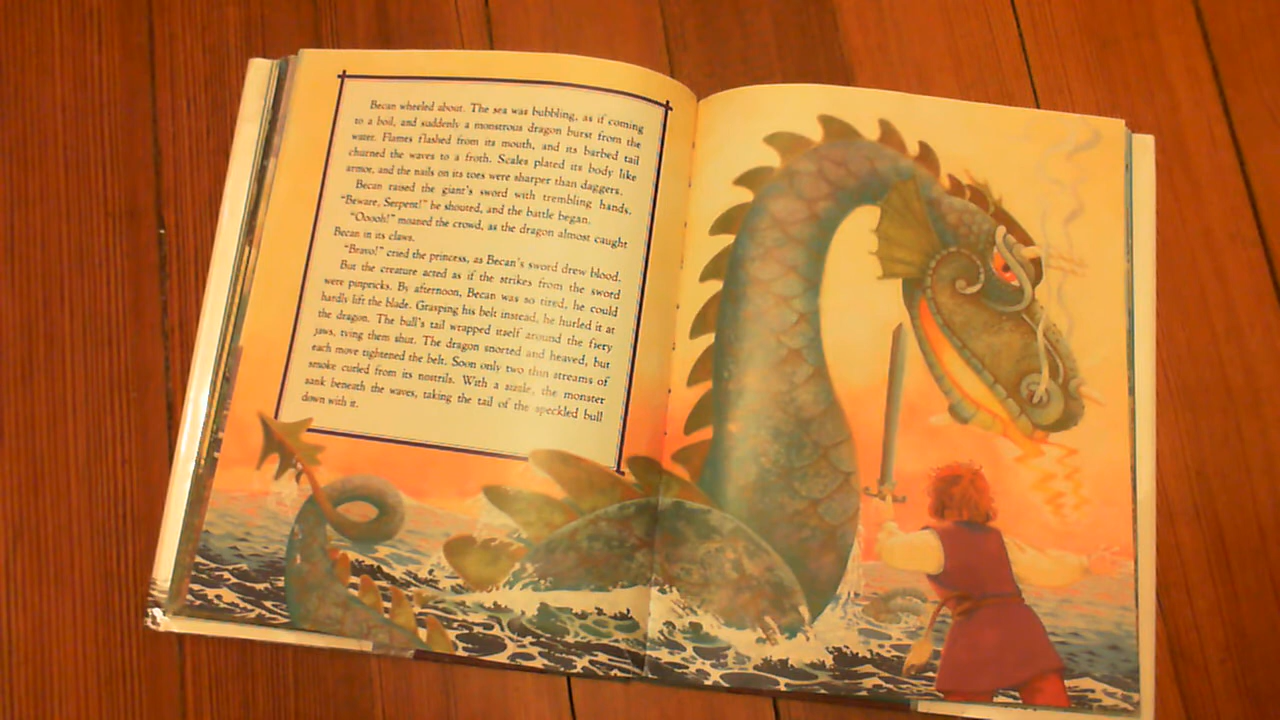 Becan wheeled about. The sea was bubbling, as if coming
to a boil, and suddenly a monstrous dragon burst from the
water. Flames flashed from its mouth, and its barbed tail
churned the waves to a froth. Scales plated its body like
armor, and the nails on its toes were sharper than daggers.
Becan raised the giant's sword with trembling hands.
"Beware, Serpent!" he shouted, and the battle began.
"Ooooh!" moaned the crowd, as the dragon almost caught
Becan in its claws.
"Bravo!" cried the princess, as Becan's sword drew blood.
But the creature acted as if the strikes from the sword
were pinpricks. By afternoon, Becan was so tired, he could
hardly lift the blade. Grasping his belt instead, he hurled it at
the dragon. The bull's tail wrapped itself around the fiery
jaws, tying them shut. The dragon snorted and heaved, but
each move tightened the belt. Soon only two thin streams of
smoke curled from its nostrils. With a sizzle, the monster
sank beneath the waves, taking the tail of the speckled bull
down with it.